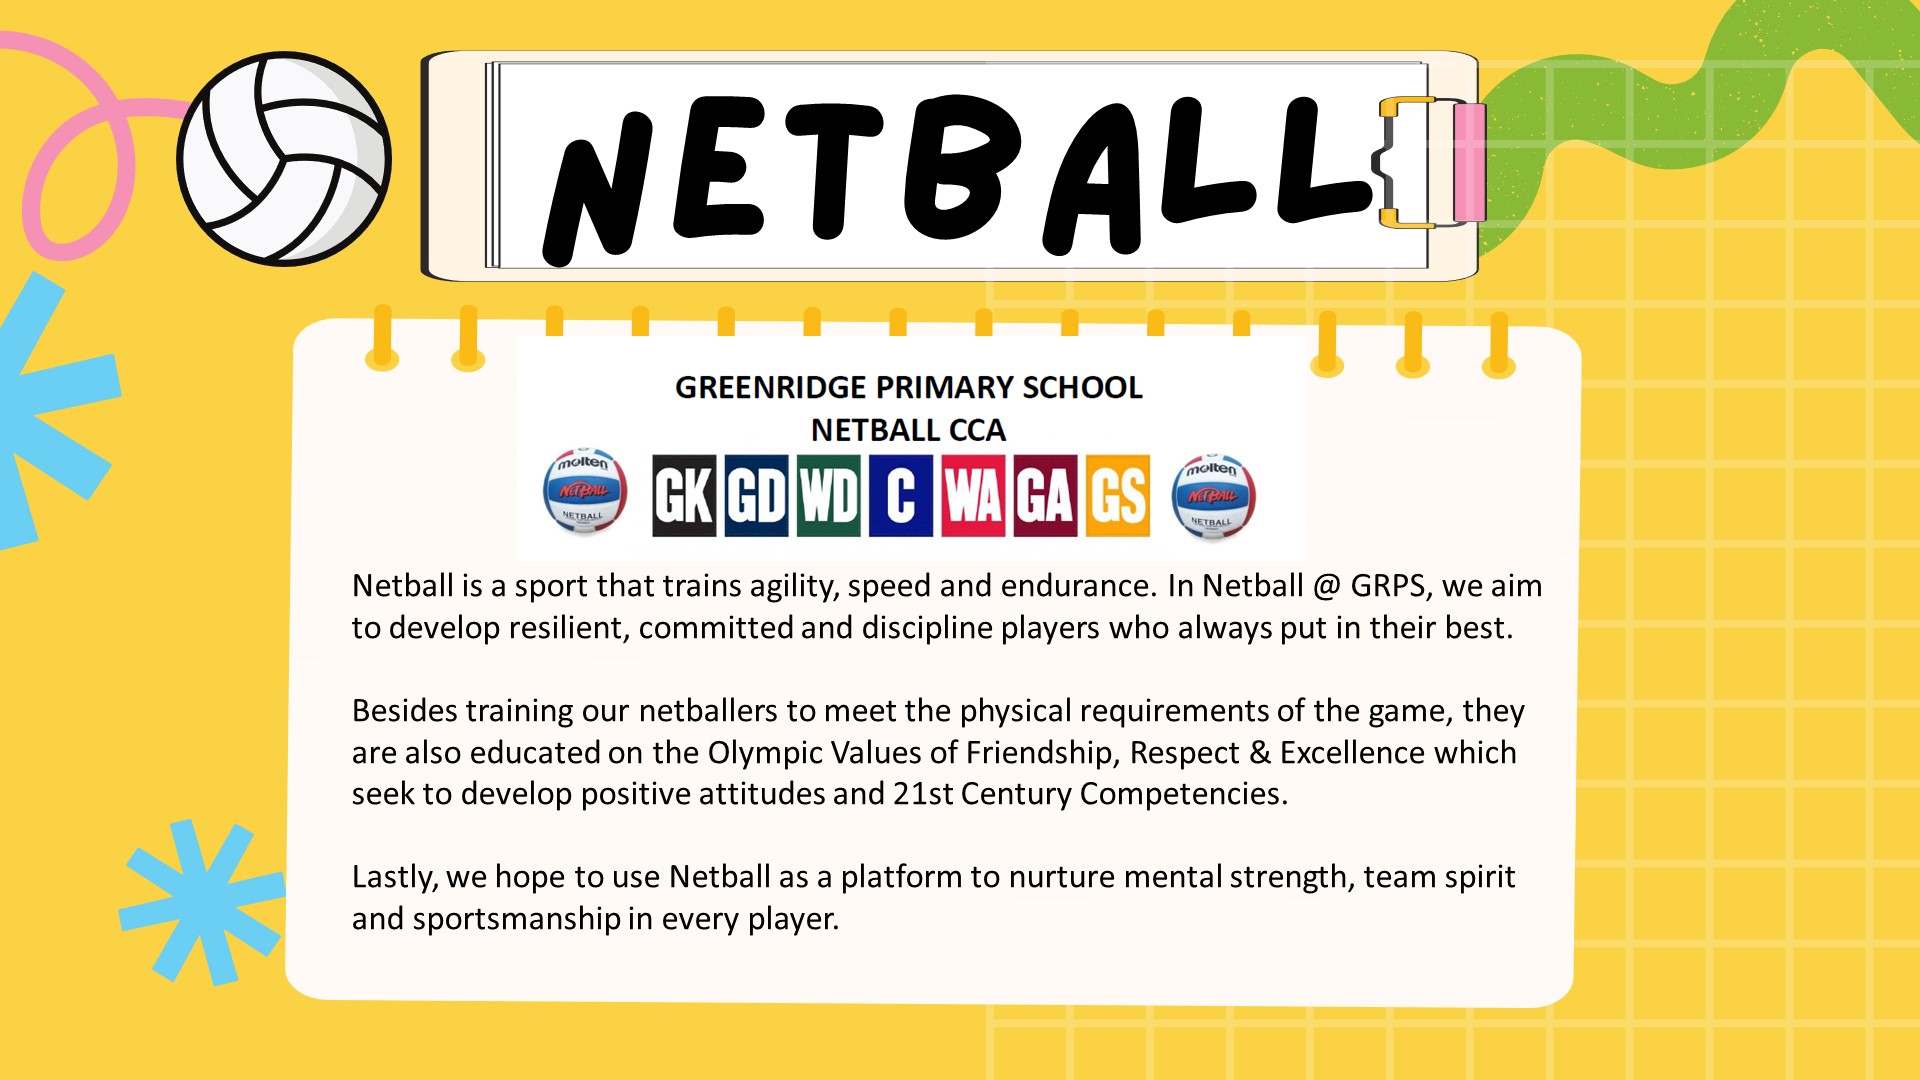 NETBALL
GREENRIDGE PRIMARY SCHOOL
NETBALL CCA
molten NETBALL NETBALL
GK GD WD C WA GA GS
molten NETBALL NETBALL
Netball is a sport that trains agility, speed and endurance. In Netball @ GRPS, we aim
to develop resilient, committed and discipline players who always put in their best.
Besides training our netballers to meet the physical requirements of the game, they
are also educated on the Olympic Values of Friendship, Respect & Excellence which
seek to develop positive attitudes and 21st Century Competencies.
Lastly, we hope to use Netball as a platform to nurture mental strength, team spirit
and sportsmanship in every player.